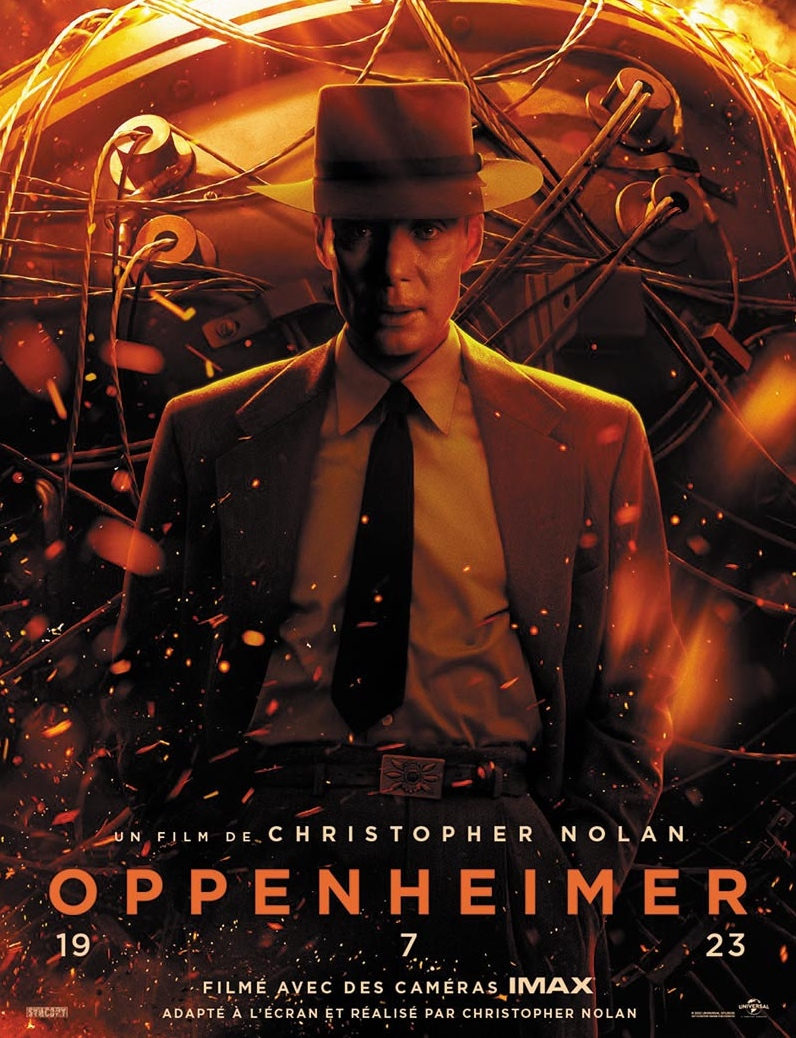 UN FILM DE CHRISTOPHER NOLAN
OPPENHEIMER
19 7 23
FILMÉ AVEC DES CAMÉRAS IMAX
ADAPTÉ À L'ÉCRAN ET RÉALISÉ PAR CHRISTOPHER NOLAN
SYNCOPY
UNIVERSAL